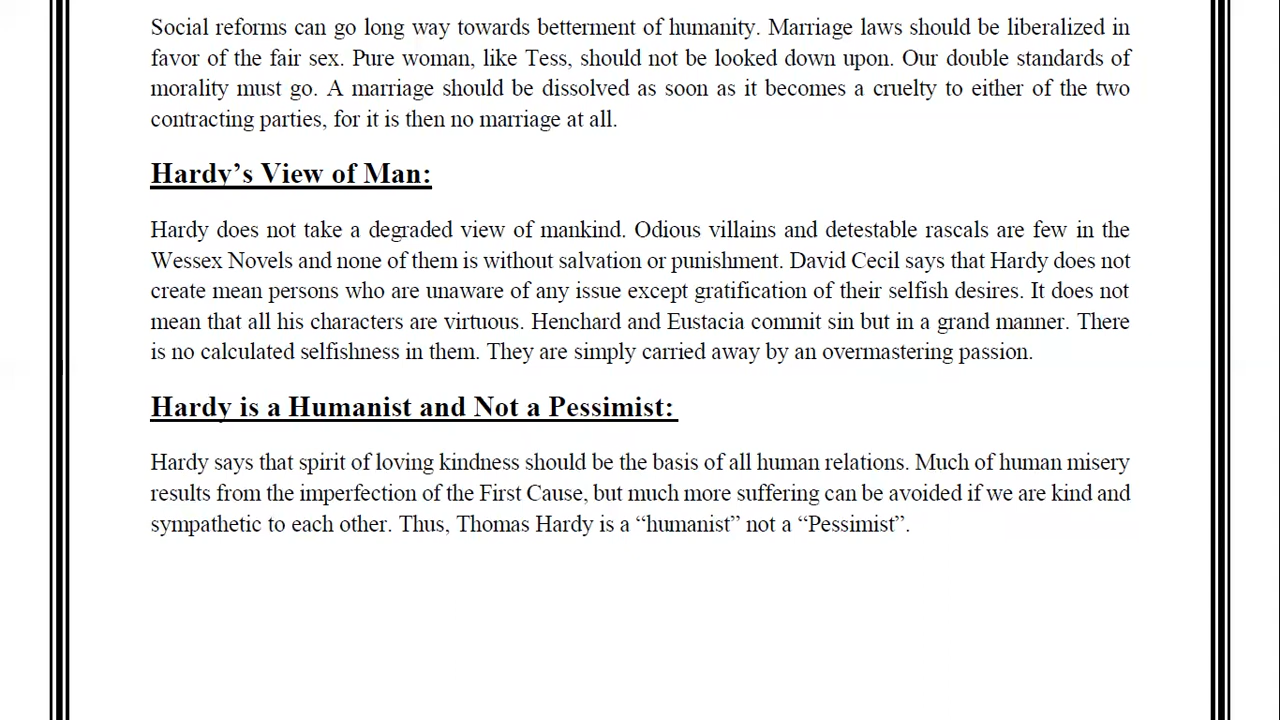 Social reforms can go long way towards betterment of humanity. Marriage laws should be liberalized in
favor of the fair sex. Pure woman, like Tess, should not be looked down upon. Our double standards of
morality must go. A marriage should be dissolved as soon as it becomes a cruelty to either of the two
contracting parties, for it is then no marriage at all.
Hardy’s View of Man:
Hardy does not take a degraded view of mankind. Odious villains and detestable rascals are few in the
Wessex Novels and none of them is without salvation or punishment. David Cecil says that Hardy does not
create mean persons who are unaware of any issue except gratification of their selfish desires. It does not
mean that all his characters are virtuous. Henchard and Eustacia commit sin but in a grand manner. There
is no calculated selfishness in them. They are simply carried away by an overmastering passion.
Hardy is a Humanist and Not a Pessimist:
Hardy says that spirit of loving kindness should be the basis of all human relations. Much of human misery
results from the imperfection of the First Cause, but much more suffering can be avoided if we are kind and
sympathetic to each other. Thus, Thomas Hardy is a “humanist” not a “Pessimist”.